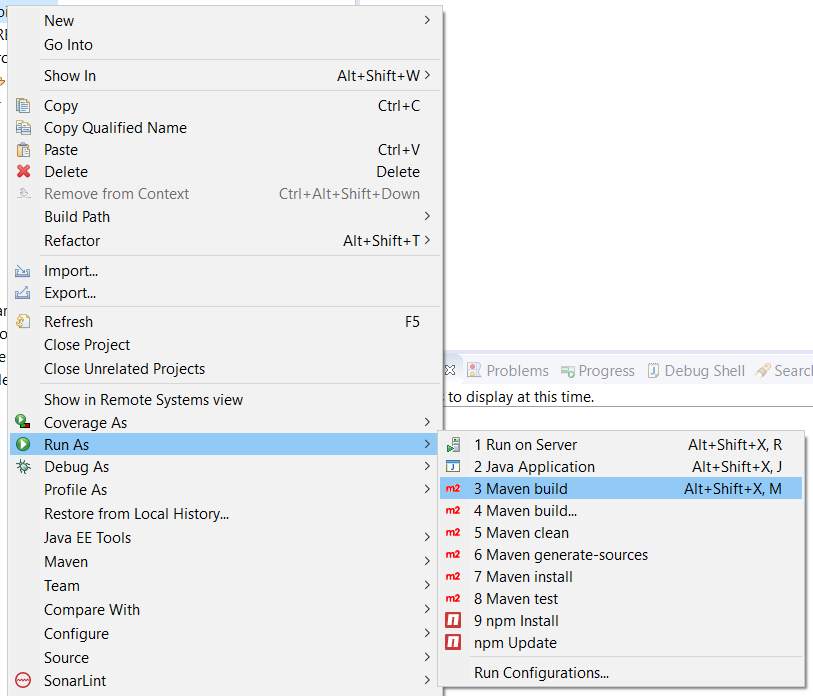 New
Go Into
Show In Alt+Shift+W
Copy Ctrl+C
Copy Qualified Name
Paste Ctrl+V
Delete Delete
Remove from Context Ctrl+Alt+Shift+Down
Build Path
Refactor Alt+Shift+T
Import...
Export...
Refresh F5
Close Project
Close Unrelated Projects
Show in Remote Systems view
Coverage As
Run As
Debug As
Profile As
Restore from Local History...
Java EE Tools
Maven
Team
Compare With
Configure
Source
SonarLint
Problems Progress Debug Shell Search
to display at this time.
1 Run on Server Alt+Shift+X, R
2 Java Application Alt+Shift+X, J
m2 3 Maven build Alt+Shift+X, M
m2 4 Maven build...
m2 5 Maven clean
m2 6 Maven generate-sources
m2 7 Maven install
m2 8 Maven test
9 npm Install
npm Update
Run Configurations...